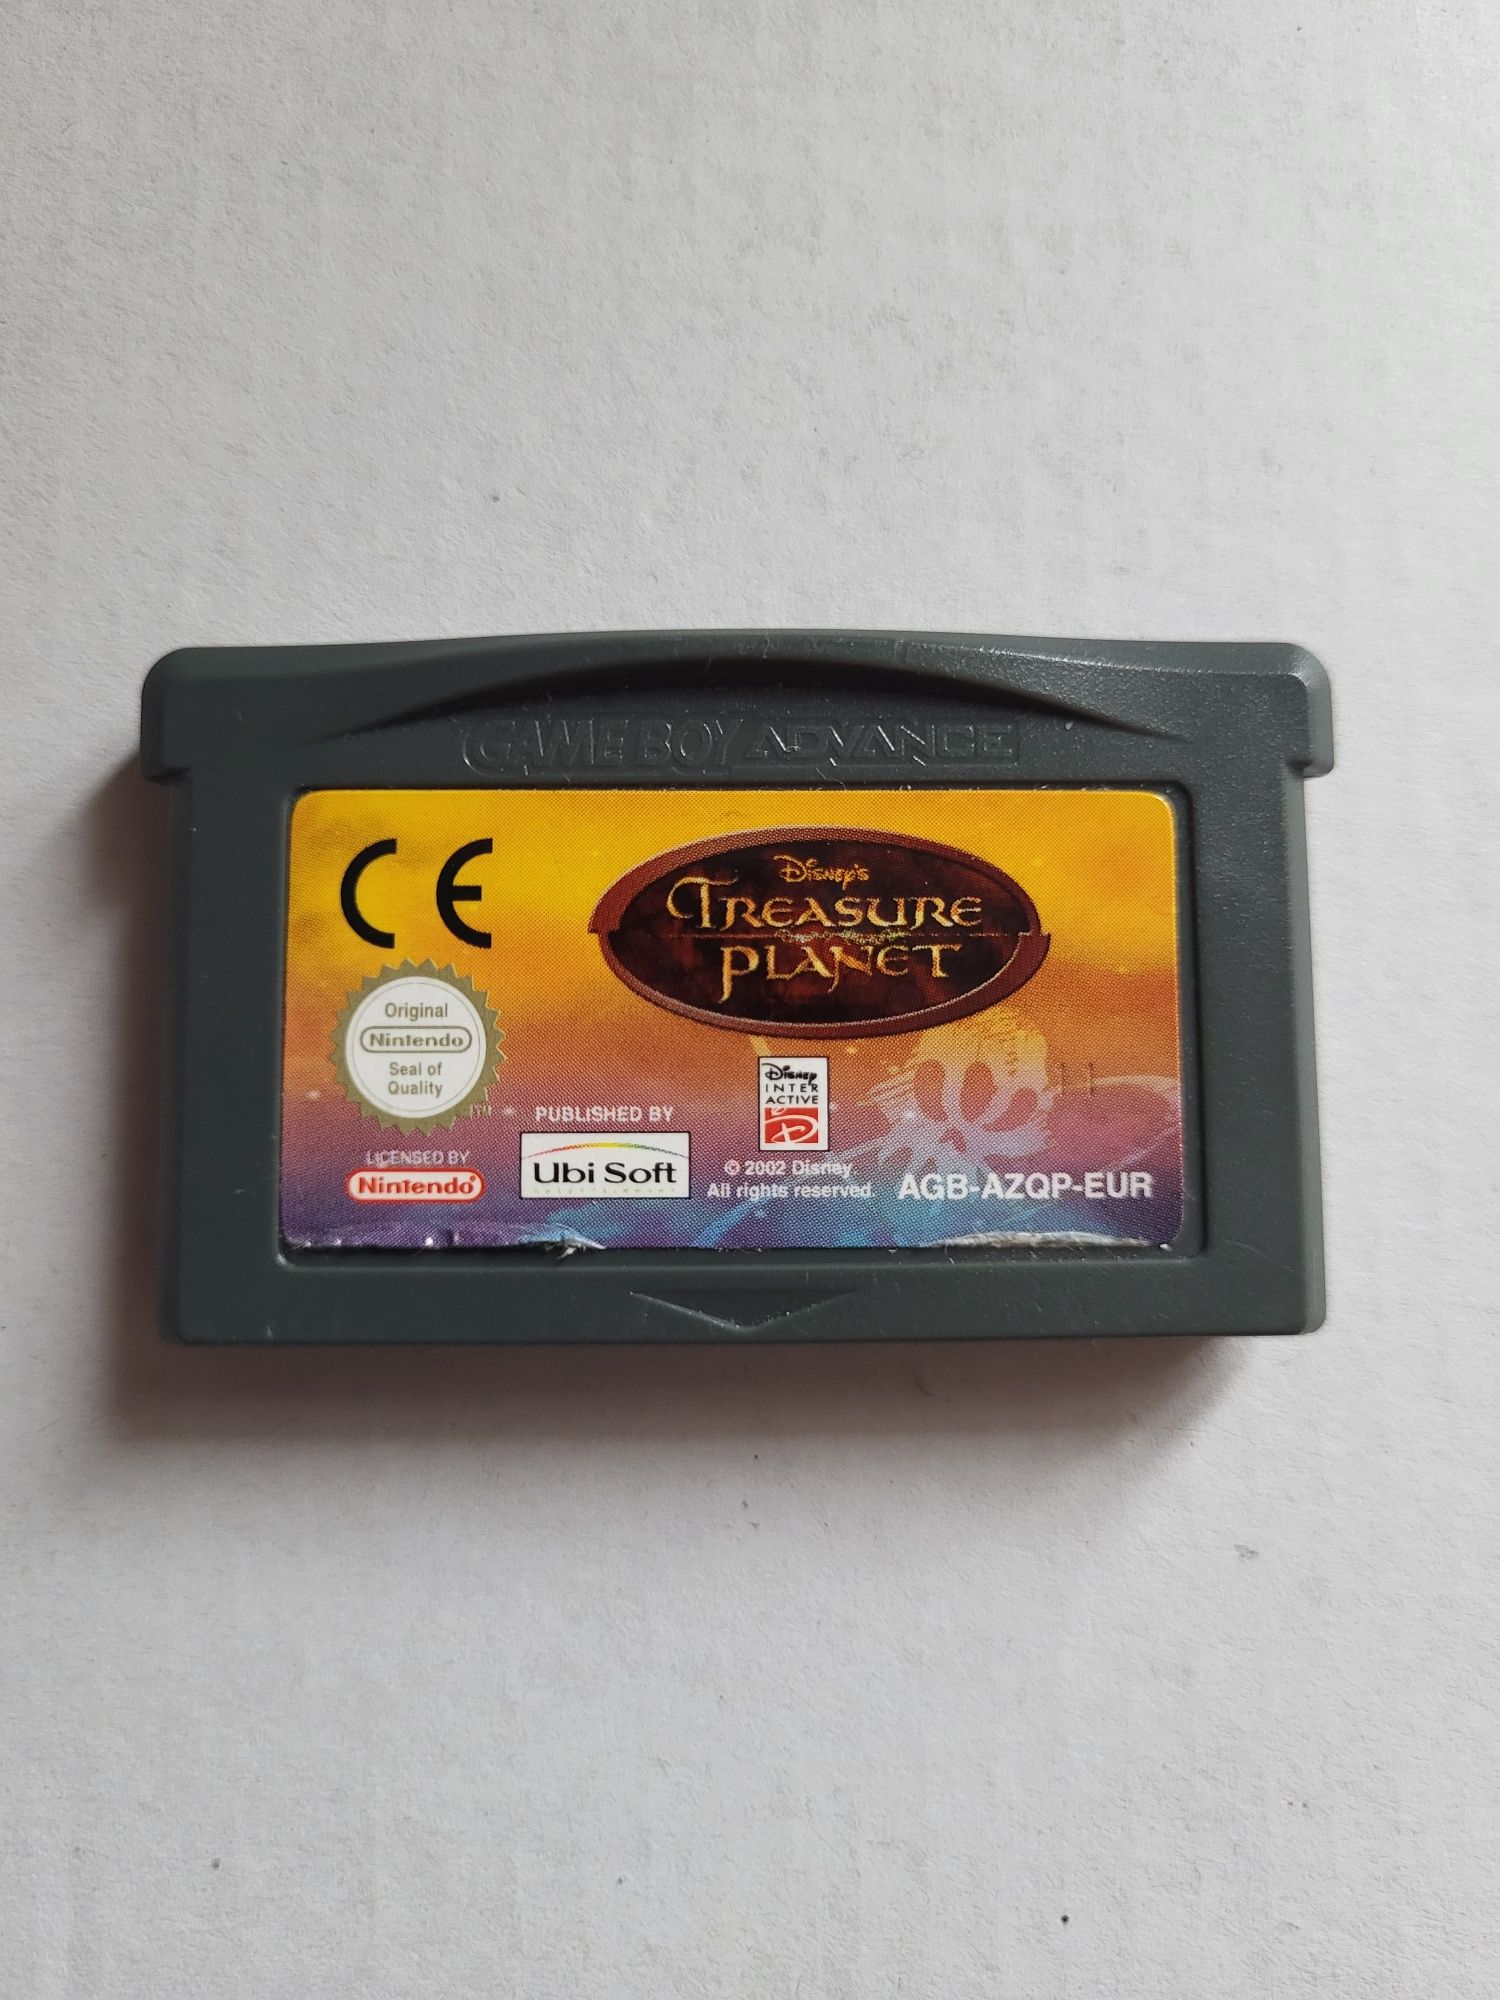 GAME BOY ADVANCE
CE
Disney's
TREASURE
PLANET
Original
Nintendo
Seal of
Quality
TM
LICENSED BY
Nintendo®
PUBLISHED BY
Ubi Soft
Disney
INTER
ACTIVE
D
© 2002 Disney.
All rights reserved.
AGB-AZQP-EUR